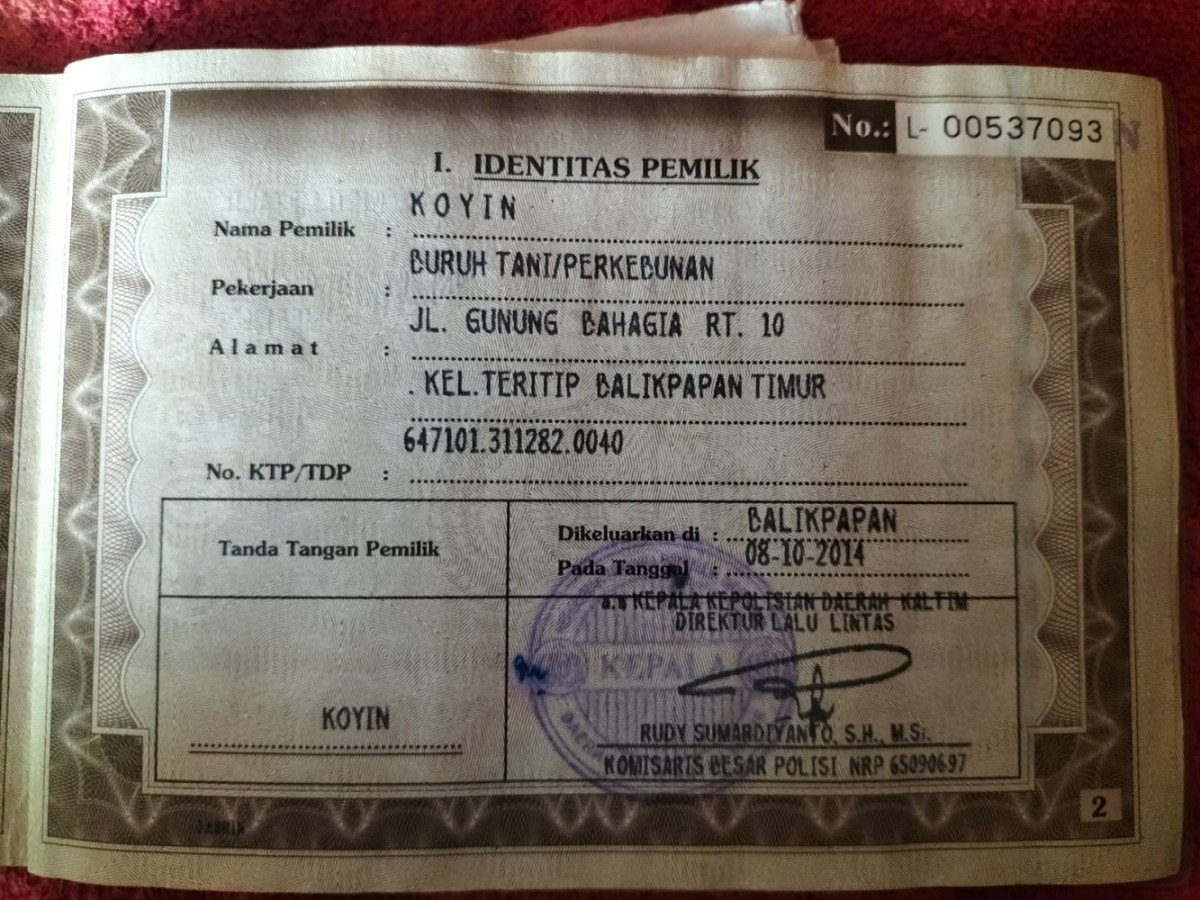 No.: L- 00537093
I. IDENTITAS PEMILIK
Nama Pemilik : KOYIN
Pekerjaan : BURUH TANI/PERKEBUNAN
Alamat : JL. GUNUNG BAHAGIA RT. 10
. KEL.TERITIP BALIKPAPAN TIMUR
No. KTP/TDP : 647101.311282.0040
Tanda Tangan Pemilik
Dikeluarkan di : BALIKPAPAN
Pada Tanggal : 08-10-2014
a.n KEPALA KEPOLISIAN DAERAH KALTIM
DIREKTUR LALU LINTAS
KEPALA
KOYIN
RUDY SUMARDIYANTO, S.H., M.Si.
KOMISARIS BESAR POLISI NRP 65090697
2